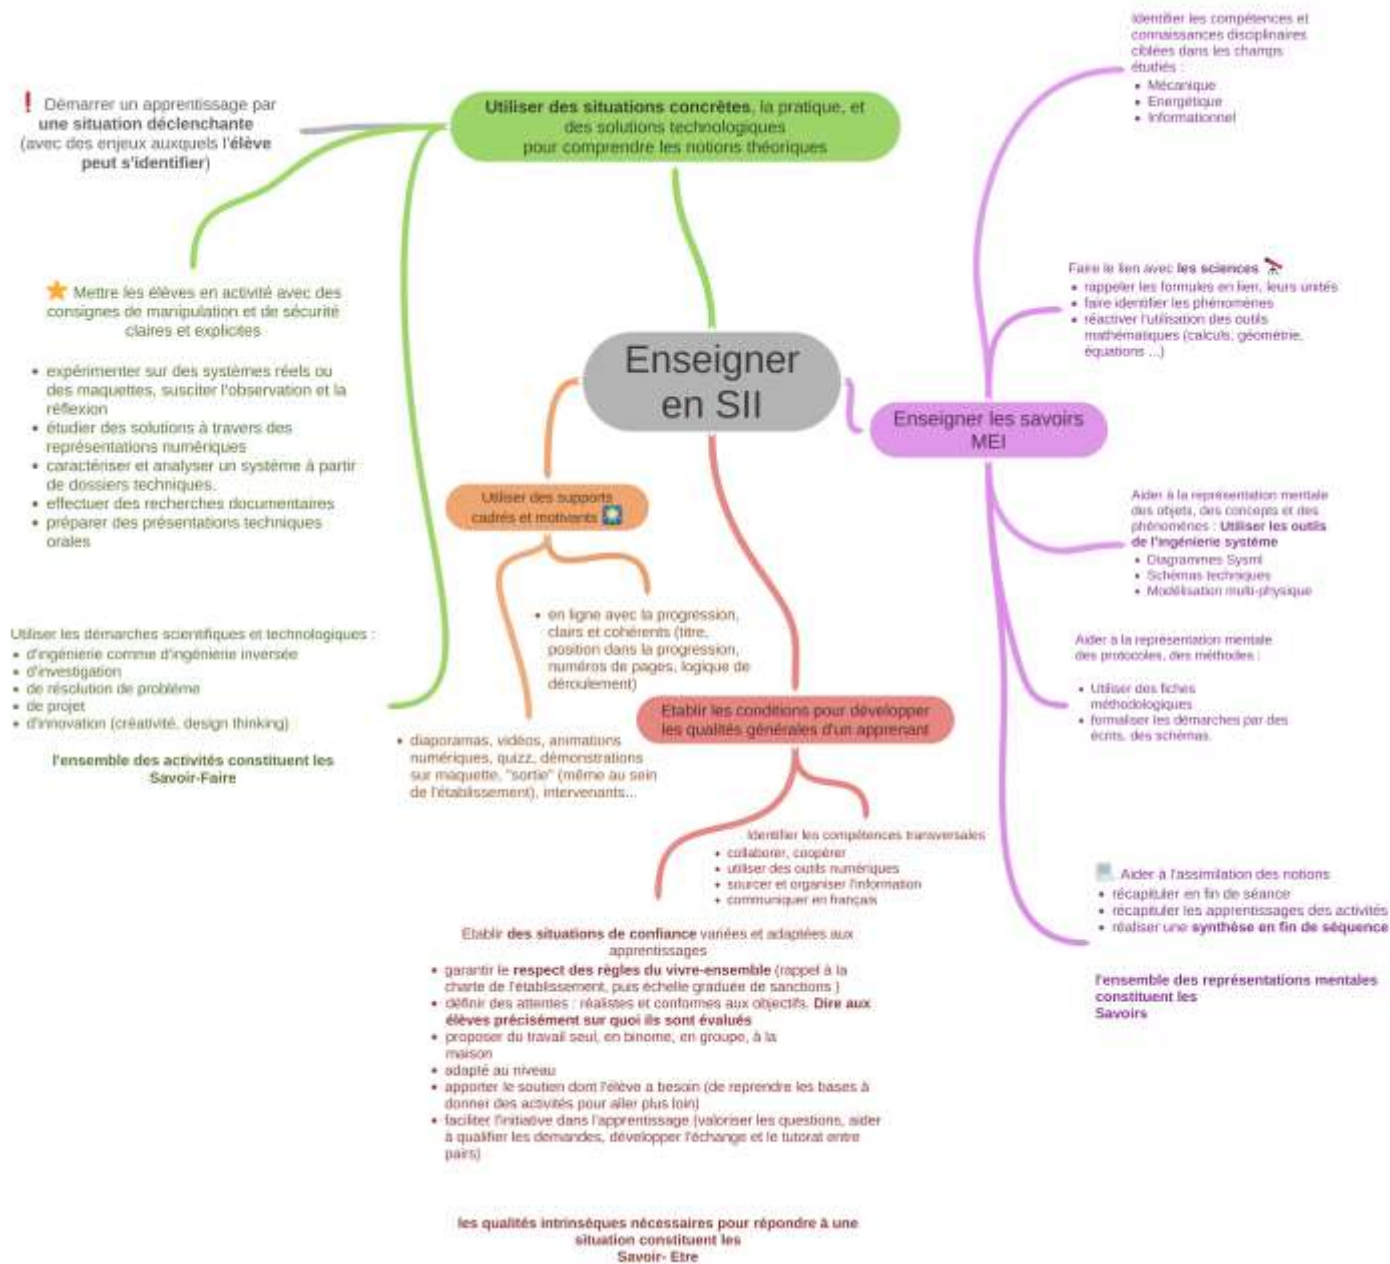 Enseigner
en SII
Utiliser des situations concrètes, la pratique, et
des solutions technologiques
pour comprendre les notions théoriques
❗ Démarrer un apprentissage par
une situation déclenchante
(avec des enjeux auxquels l'élève
peut s'identifier)
⭐ Mettre les élèves en activité avec des
consignes de manipulation et de sécurité
claires et explicites
• expérimenter sur des systèmes réels ou
des maquettes, susciter l'observation et la
réflexion
• étudier des solutions à travers des
représentations numériques
• caractériser et analyser un système à partir
de dossiers techniques.
• effectuer des recherches documentaires
• préparer des présentations techniques
orales
Utiliser les démarches scientifiques et technologiques :
• d'ingénierie comme d'ingénierie inversée
• d'investigation
• de résolution de problème
• de projet
• d'innovation (créativité, design thinking)
l'ensemble des activités constituent les
Savoir-Faire
Utiliser des supports
cadrés et motivants
• en ligne avec la progression,
clairs et cohérents (titre,
position dans la progression,
numéros de pages, logique de
déroulement)
• diaporamas, vidéos, animations
numériques, quizz, démonstrations
sur maquette, "sortie" (même au sein
de l'établissement), intervenants...
Etablir les conditions pour développer
les qualités générales d'un apprenant
Identifier les compétences transversales
• collaborer, coopérer
• utiliser des outils numériques
• sourcer et organiser l'information
• communiquer en français
Etablir des situations de confiance variées et adaptées aux
apprentissages
• garantir le respect des règles du vivre-ensemble (rappel à la
charte de l'établissement, puis échelle graduée de sanctions )
• définir des attentes : réalistes et conformes aux objectifs. Dire aux
élèves précisément sur quoi ils sont évalués
• proposer du travail seul, en binome, en groupe, à la
maison
• adapté au niveau
• apporter le soutien dont l'élève a besoin (de reprendre les bases à
donner des activités pour aller plus loin)
• faciliter l'initiative dans l'apprentissage (valoriser les questions, aider
à qualifier les demandes, développer l'échange et le tutorat entre
pairs)
les qualités intrinsèques nécessaires pour répondre à une
situation constituent les
Savoir- Etre
Enseigner les savoirs
MEI
Identifier les compétences et
connaissances disciplinaires
ciblées dans les champs
étudiés :
• Mécanique
• Energétique
• Informationnel
Faire le lien avec les sciences
• rappeler les formules en lien, leurs unités
• faire identifier les phénomènes
• réactiver l'utilisation des outils
mathématiques (calculs, géométrie,
équations ...)
Aider à la représentation mentale
des objets, des concepts et des
phénomènes : Utiliser les outils
de l'ingénierie système
• Diagrammes Sysml
• Schémas techniques
• Modélisation multi-physique
Aider à la représentation mentale
des protocoles, des méthodes :
• Utiliser des fiches
méthodologiques
• formaliser les démarches par des
écrits, des schémas.
Aider à l'assimilation des notions
• récapituler en fin de séance
• récapituler les apprentissages des activités
• réaliser une synthèse en fin de séquence
l'ensemble des représentations mentales
constituent les
Savoirs